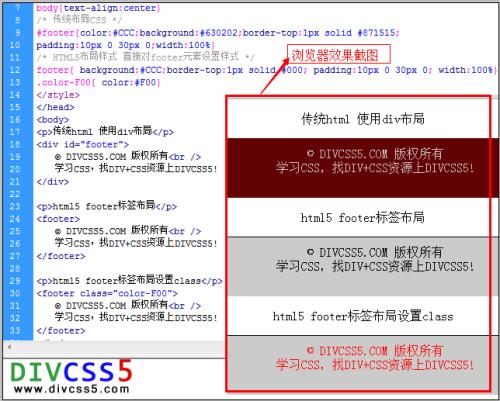 7 body{text-align:center}
8 /* 传统布局CSS */
9 #footer{color:#CCC;background:#630202;border-top:1px solid #871515;
10 padding:10px 0 30px 0;width:100%}
11 /* HTML5布局样式 直接对footer元素设置样式 */
12 footer{ background:#CCC;border-top:1px solid #000; padding:10px 0 30px 0; width:100%}
13 .color-F00{ color:#F00}
14 </style>
15 </head>
16 <body>
17 <p>传统html 使用div布局</p>
18 <div id="footer">
19 © DIVCSS5.COM 版权所有<br />
20 学习CSS，找DIV+CSS资源上DIVCSS5!
21 </div>
22
23 <p>html5 footer标签布局</p>
24 <footer>
25 © DIVCSS5.COM 版权所有<br />
26 学习CSS，找DIV+CSS资源上DIVCSS5!
27 </footer>
28
29 <p>html5 footer标签布局设置class</p>
30 <footer class="color-F00">
31 © DIVCSS5.COM 版权所有<br />
32 学习CSS，找DIV+CSS资源上DIVCSS5!
33 </footer>
浏览器效果截图
传统html 使用div布局
© DIVCSS5.COM 版权所有
学习CSS，找DIV+CSS资源上DIVCSS5!
html5 footer标签布局
© DIVCSS5.COM 版权所有
学习CSS，找DIV+CSS资源上DIVCSS5!
html5 footer标签布局设置class
© DIVCSS5.COM 版权所有
学习CSS，找DIV+CSS资源上DIVCSS5!
DIVCSS5
www.divcss5.com